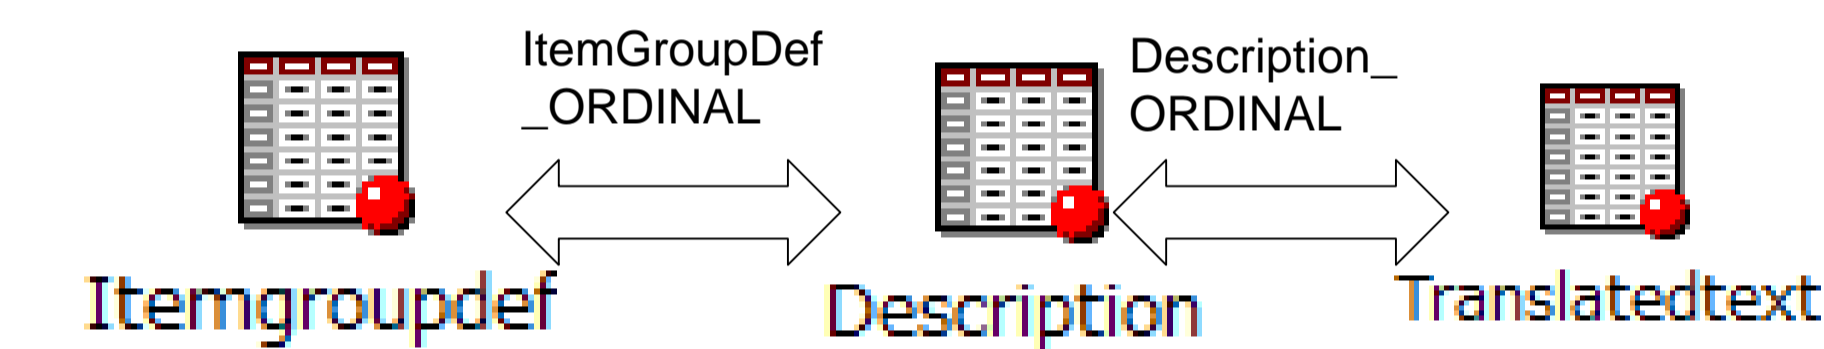 ItemGroupDef
_ORDINAL
Description_
ORDINAL
Itemgroupdef
Description
Translatedtext